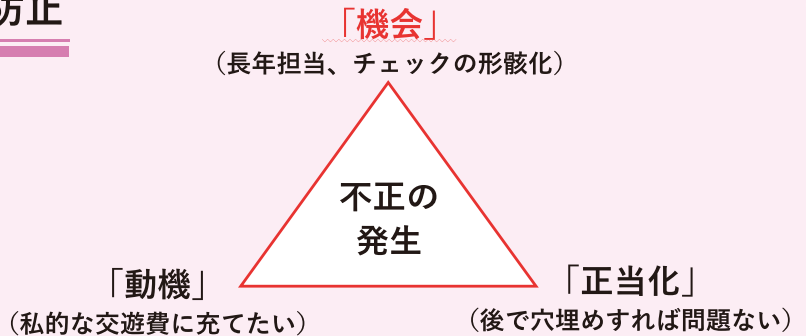 防正
「機会」
（長年担当、チェックの形骸化）
不正の
発生
「動機」
（私的な交遊費に充てたい）
「正当化」
（後で穴埋めすれば問題ない）